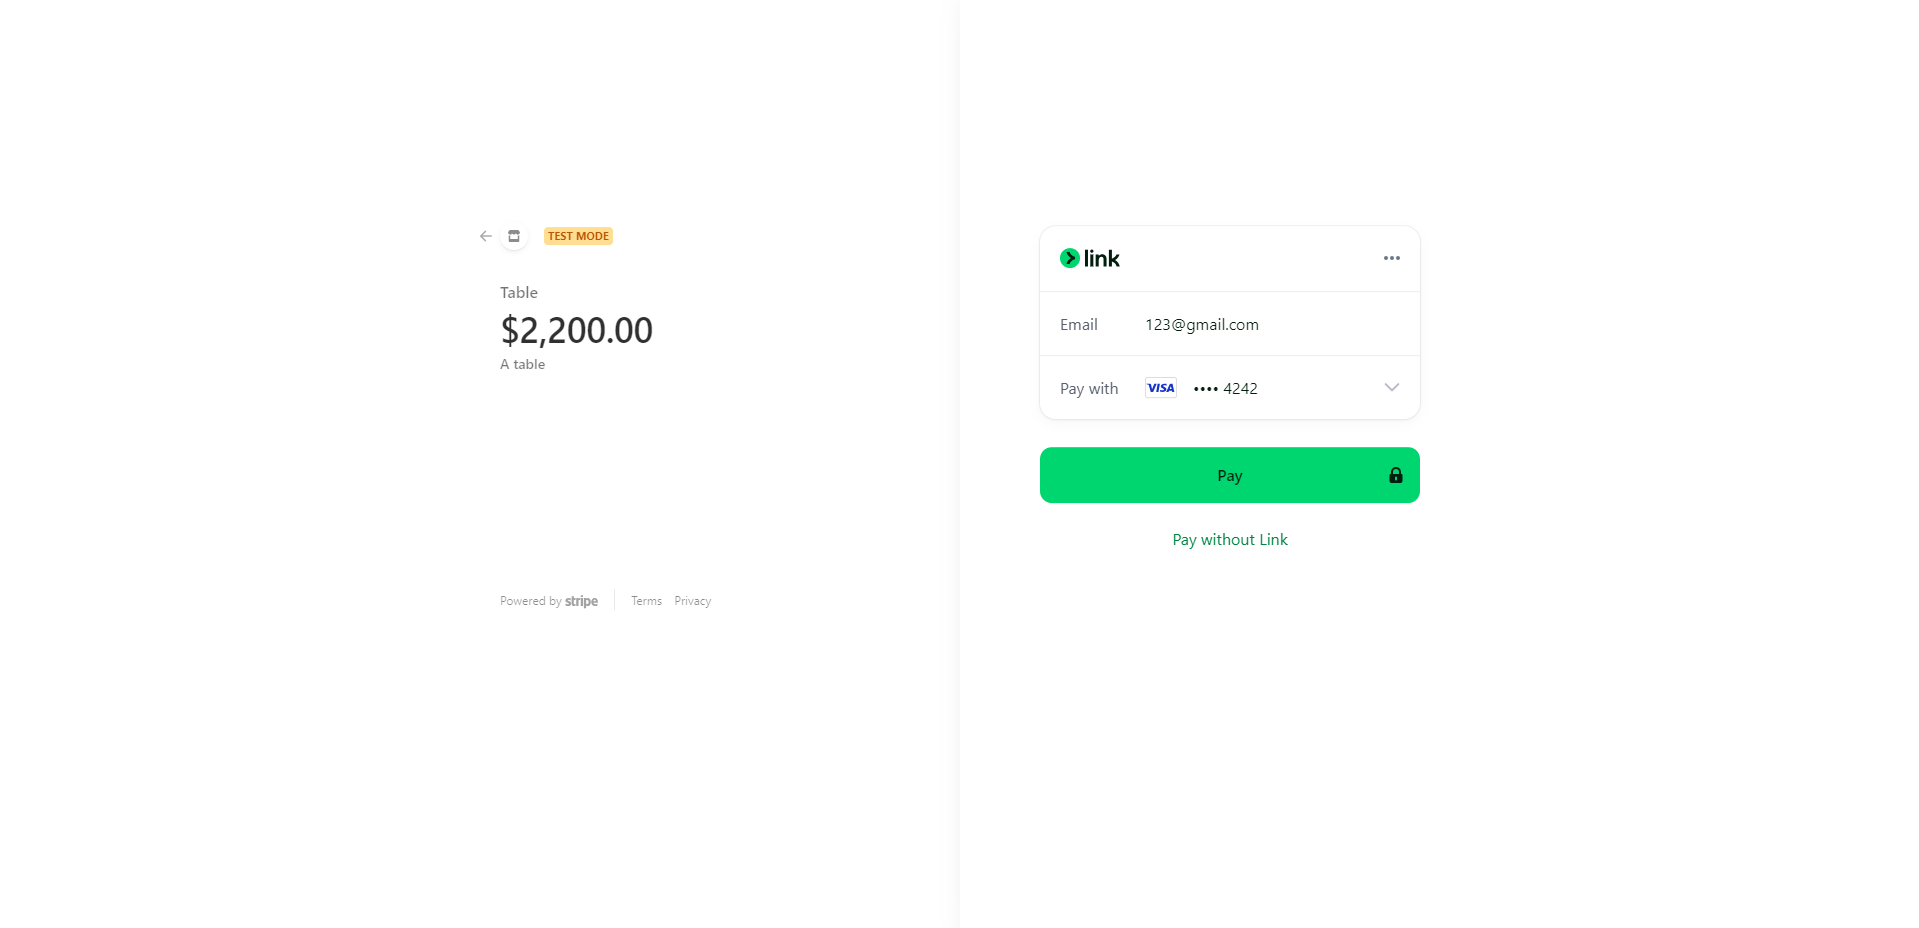 TEST MODE
Table
$2,200.00
A table
Powered by stripe
Terms
Privacy
link
Email
123@gmail.com
Pay with
VISA
•••• 4242
Pay
Pay without Link